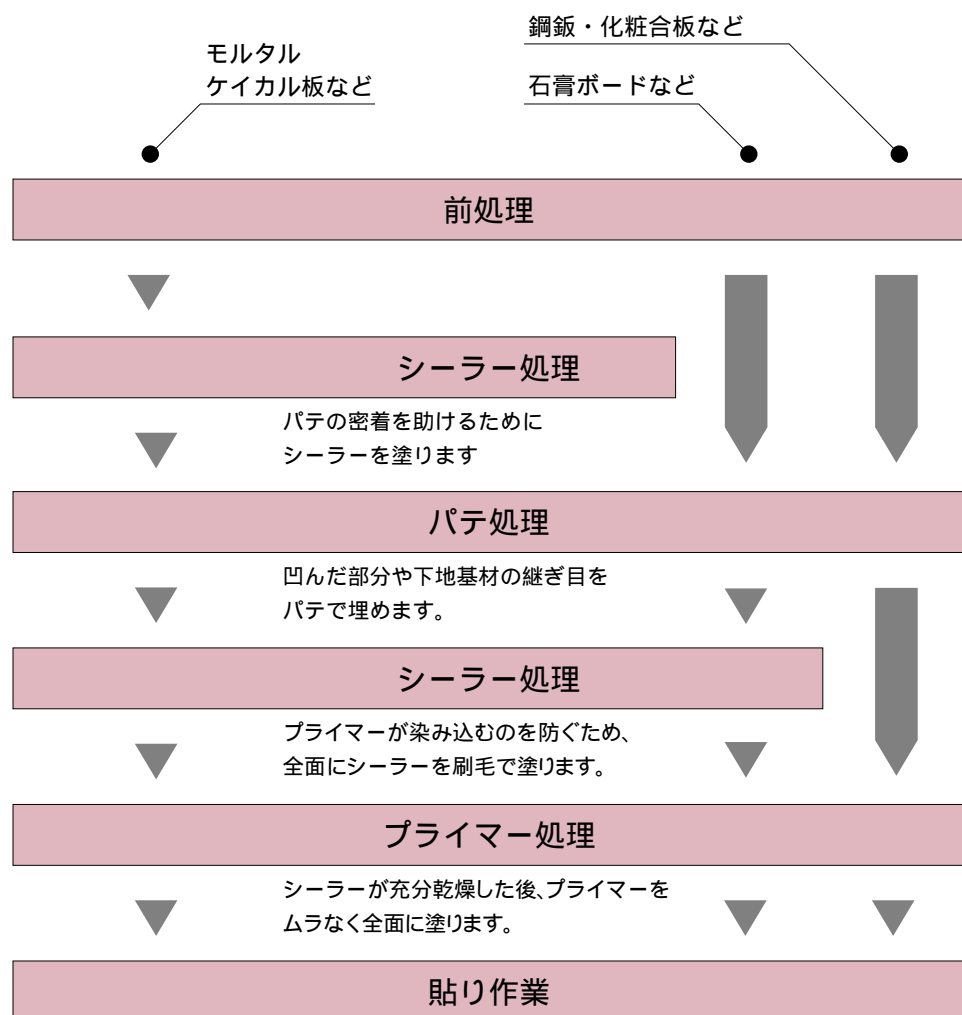 鋼鈑・化粧合板など
モルタル
ケイカル板など
石膏ボードなど
前処理
シーラー処理
パテの密着を助けるために
シーラーを塗ります
パテ処理
凹んだ部分や下地基材の継ぎ目を
パテで埋めます。
シーラー処理
プライマーが染み込むのを防ぐため、
全面にシーラーを刷毛で塗ります。
プライマー処理
シーラーが充分乾燥した後、プライマーを
ムラなく全面に塗ります。
貼り作業